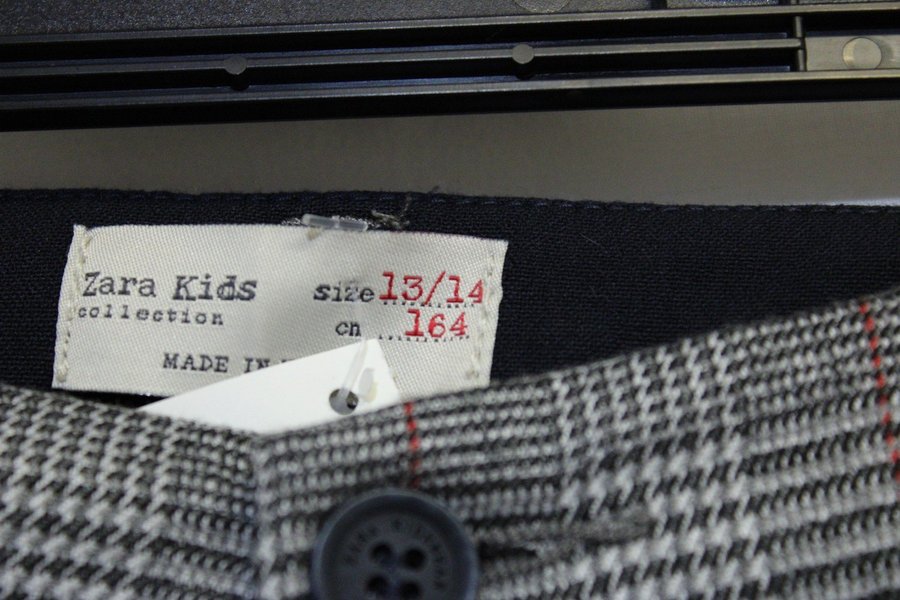 Zara Kids
collection
size 13/14
cm 164
MADE IN